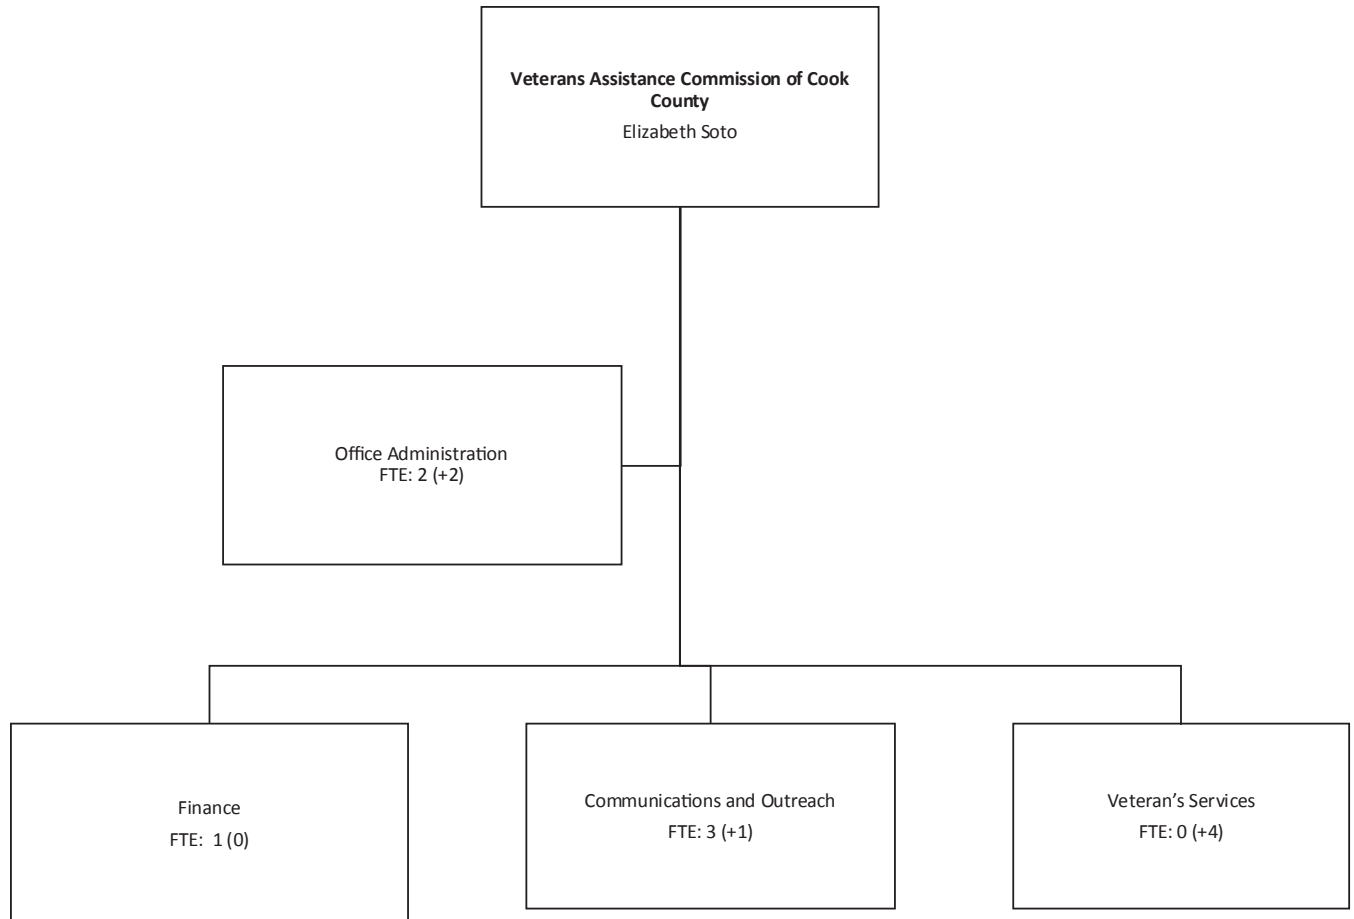 Veterans Assistance Commission of Cook
County
Elizabeth Soto
Office Administration
FTE: 2 (+2)
Finance
FTE:  1 (0)
Communications and Outreach
FTE: 3 (+1)
Veteran’s Services
FTE: 0 (+4)